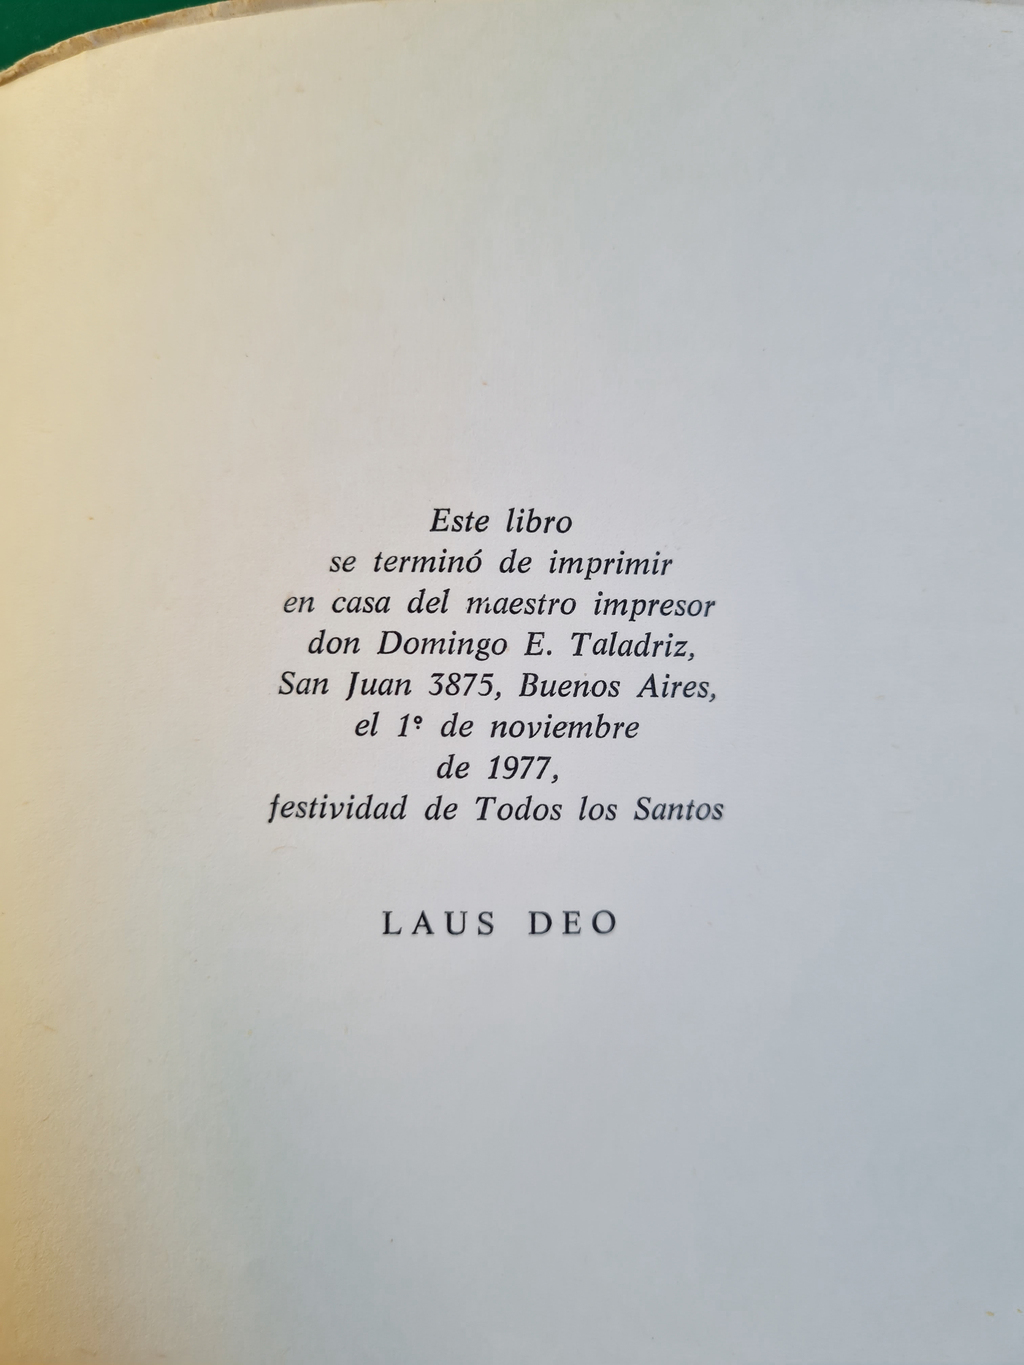 Este libro
se terminó de imprimir
en casa del maestro impresor
don Domingo E. Taladriz,
San Juan 3875, Buenos Aires,
el 1º de noviembre
de 1977,
festividad de Todos los Santos
LAUS DEO